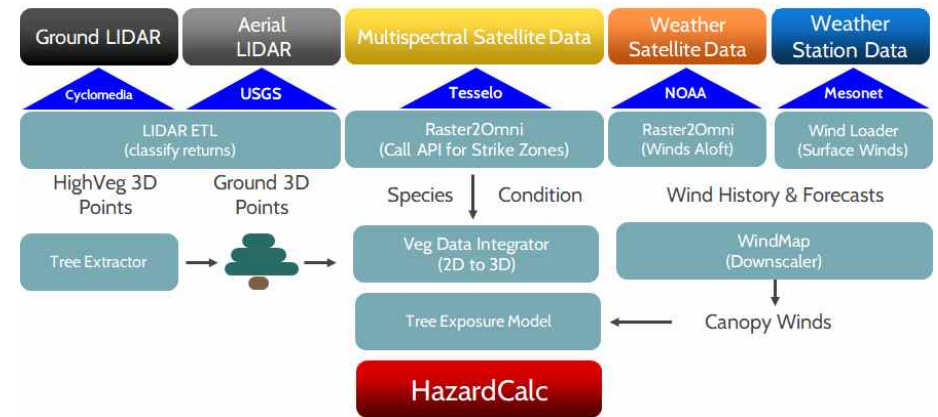 Ground LIDAR
Aerial
LIDAR
Multispectral Satellite Data
Weather
Satellite Data
Weather
Station Data
Cyclomedia
USGS
Tesselo
NOAA
Mesonet
LIDAR ETL
(classify returns)
Raster2Omni
(Call API for Strike Zones)
Raster2Omni
(Winds Aloft)
Wind Loader
(Surface Winds)
HighVeg 3D
Points
Ground 3D
Points
Species
Condition
Wind History & Forecasts
Tree Extractor
Veg Data Integrator
(2D to 3D)
WindMap
(Downscaler)
Tree Exposure Model
Canopy Winds
HazardCalc